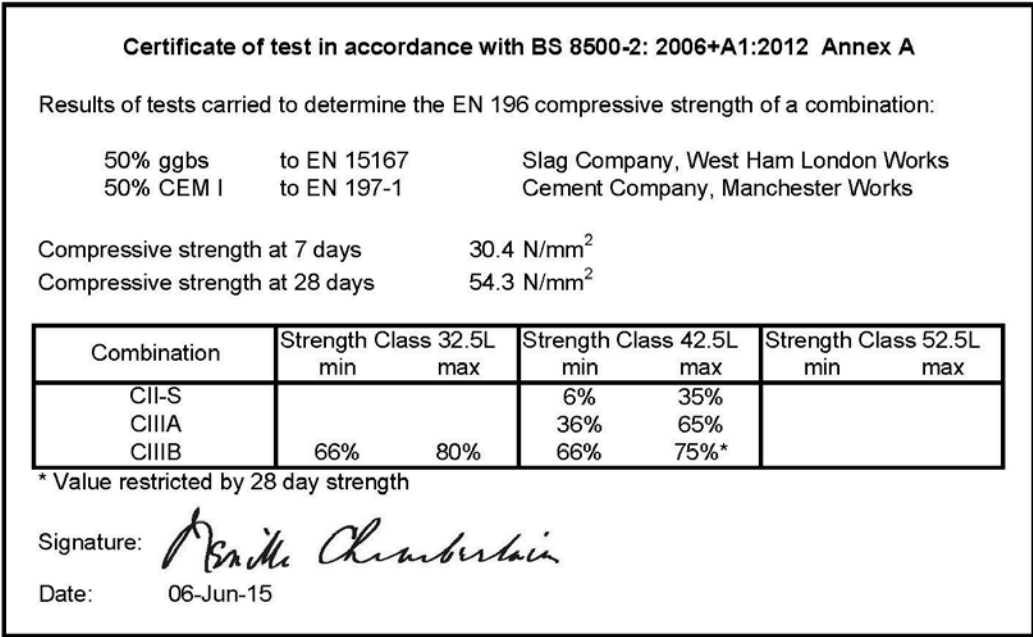 Certificate of test in accordance with BS 8500-2: 2006+A1:2012 Annex A
Results of tests carried to determine the EN 196 compressive strength of a combination:
50% ggbs to EN 15167 Slag Company, West Ham London Works
50% CEM I to EN 197-1 Cement Company, Manchester Works
Compressive strength at 7 days 30.4 N/mm²
Compressive strength at 28 days 54.3 N/mm²
Combination Strength Class 32.5L Strength Class 42.5L Strength Class 52.5L
min max min max min max
CII-S 6% 35%
CIIIA 36% 65%
CIIIB 66% 80% 66% 75%*
* Value restricted by 28 day strength
Signature: Neville Chamberlain
Date: 06-Jun-15